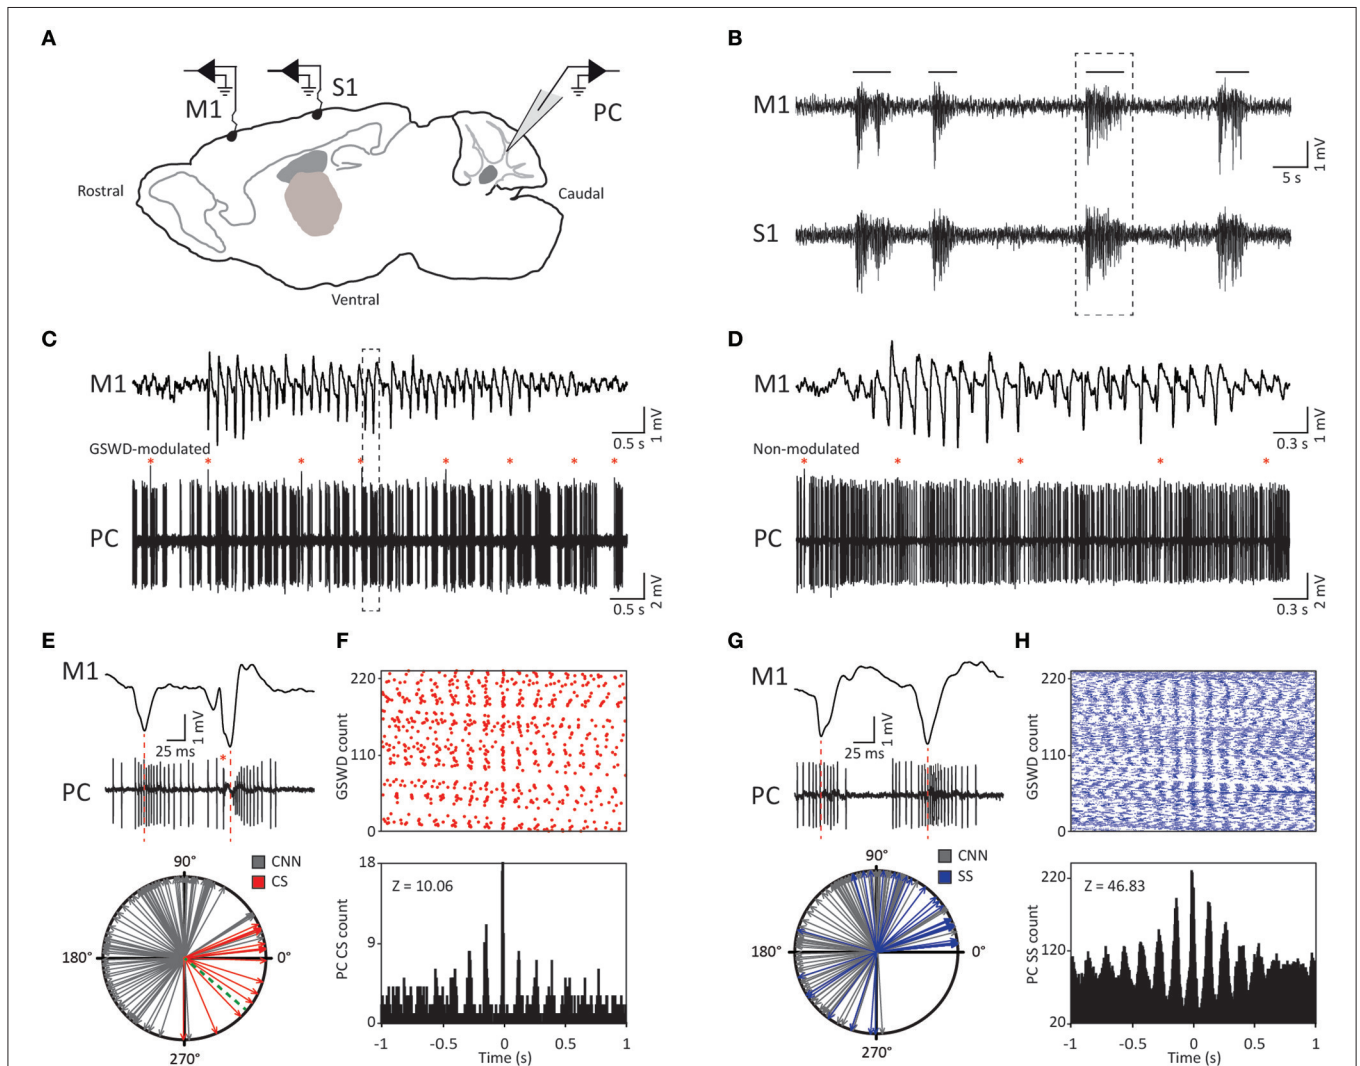 A
M1
S1
PC
Rostral
Caudal
Ventral
B
M1
1 mV
5 s
S1
C
M1
1 mV
0.5 s
GSWD-modulated
* * * * * * * *
PC
2 mV
0.5 s
D
M1
1 mV
0.3 s
Non-modulated
* * * * *
PC
2 mV
0.3 s
E
M1
1 mV
25 ms
*
PC
CNN
CS
90°
180°
0°
270°
F
220
110
0
GSWD count
18
9
0
PC CS count
Z = 10.06
-1 -0.5 0 0.5 1
Time (s)
G
M1
1 mV
25 ms
PC
CNN
SS
90°
180°
0°
270°
H
220
110
0
GSWD count
220
120
20
PC SS count
Z = 46.83
-1 -0.5 0 0.5 1
Time (s)